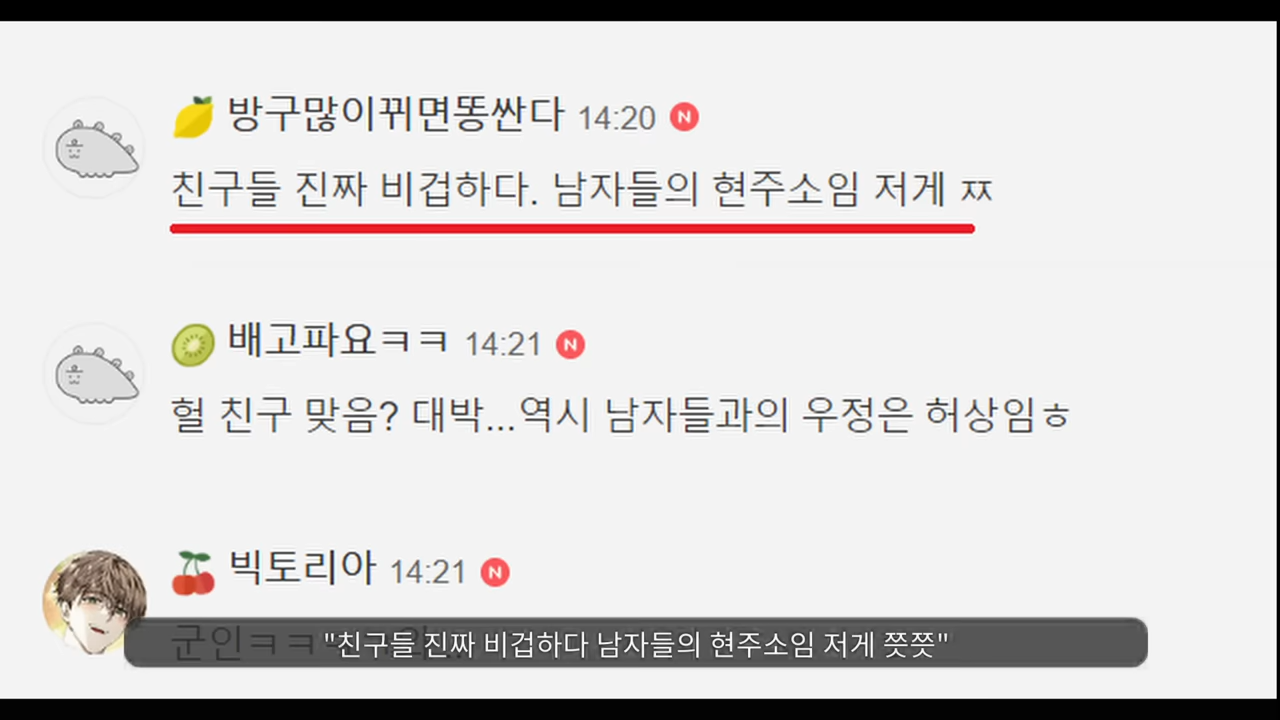 방구많이뀌면똥싼다 14:20 N
친구들 진짜 비겁하다. 남자들의 현주소임 저게 ㅉ
배고파요ㅋㅋ 14:21 N
헐 친구 맞음? 대박...역시 남자들과의 우정은 허상임ㅎ
빅토리아 14:21 N
군인ㅋㅋ
"친구들 진짜 비겁하다 남자들의 현주소임 저게 쯧쯧"